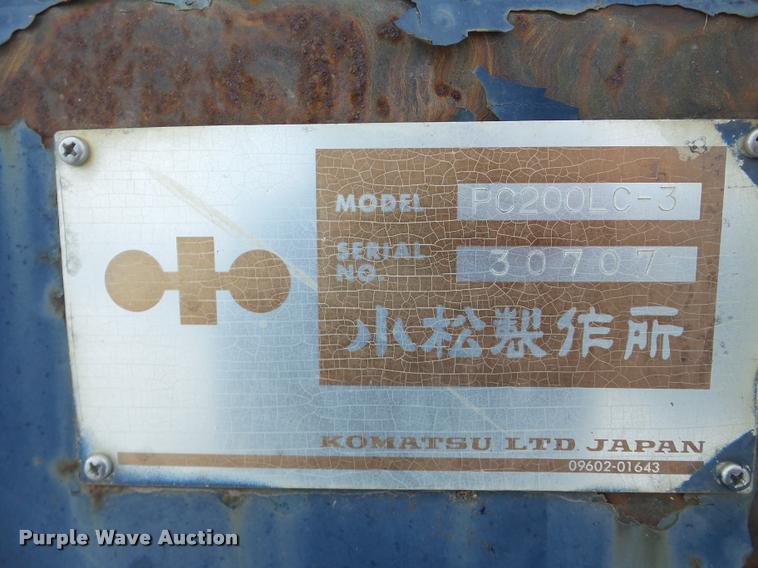 MODEL PC200LC-3
SERIAL NO. 30707
小松製作所
KOMATSU LTD. JAPAN
09602-01643
Purple Wave Auction